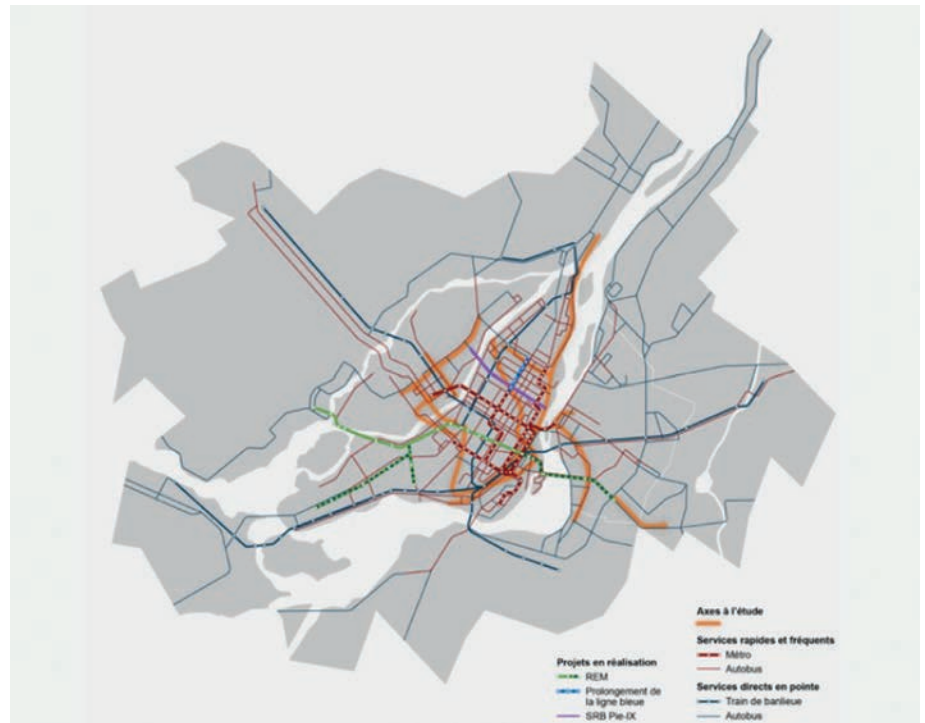 Axes à l'étude
Services rapides et fréquents
Métro
Autobus
Services directs en pointe
Train de banlieue
Autobus
Projets en réalisation
REM
Prolongement de
la ligne bleue
SRB Pie-IX